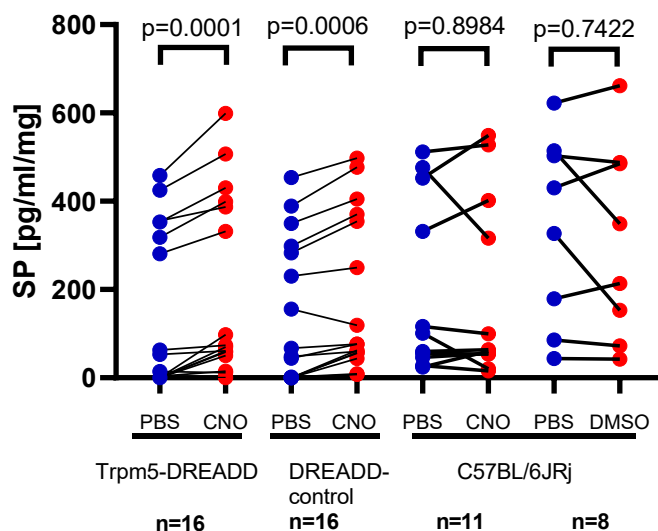 800
600
400
200
0
SP [pg/ml/mg]
p=0.0001 p=0.0006 p=0.8984 p=0.7422
PBS CNO PBS CNO PBS CNO PBS DMSO
Trpm5-DREADD DREADD- C57BL/6JRj
control
n=16 n=16 n=11 n=8